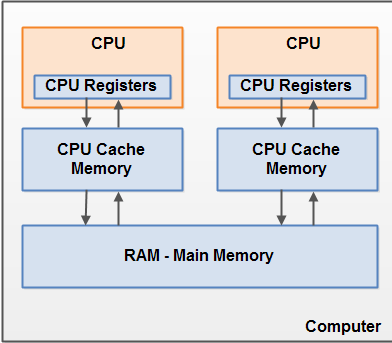 CPU
CPU
CPU Registers
CPU Registers
CPU Cache
Memory
CPU Cache
Memory
RAM - Main Memory
Computer